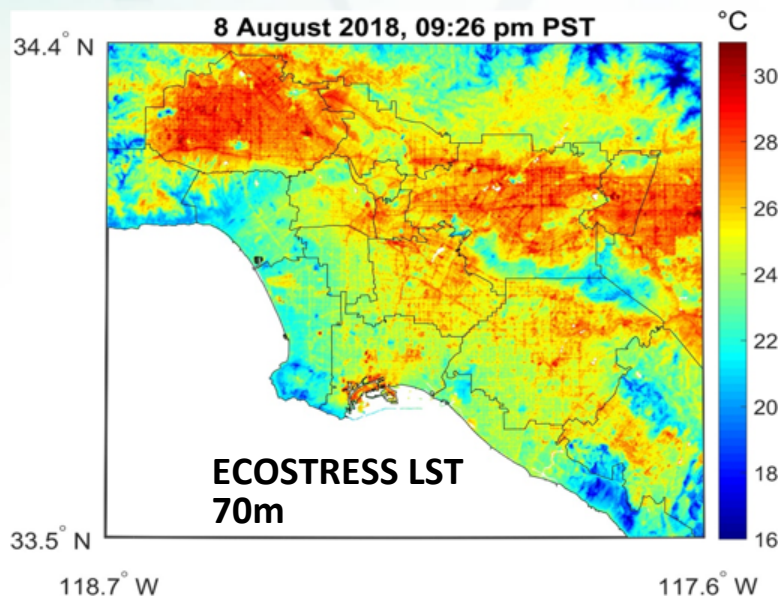 8 August 2018, 09:26 pm PST
°C
34.4° N
30
28
26
24
22
20
18
16
ECOSTRESS LST
70m
33.5° N
118.7° W
117.6° W